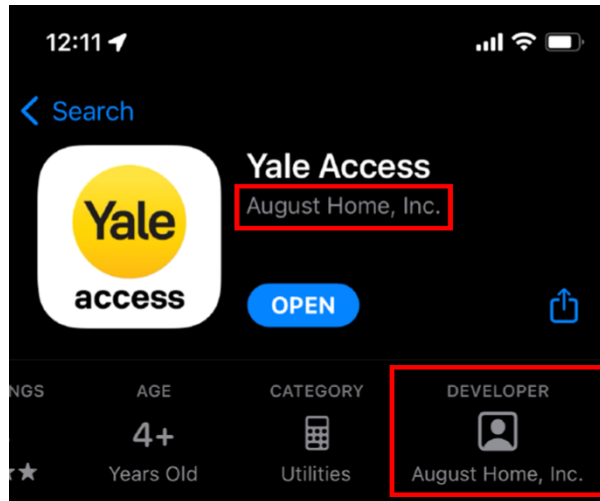 12:11
Search
Yale Access
August Home, Inc.
Yale
access
OPEN
NGS AGE CATEGORY DEVELOPER
4+
Years Old Utilities August Home, Inc.